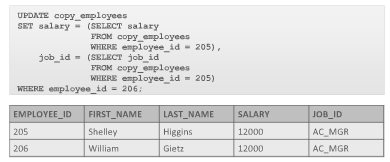 UPDATE copy_employees
SET salary = (SELECT salary
FROM copy_employees
WHERE employee_id = 205),
job_id = (SELECT job_id
FROM copy_employees
WHERE employee_id = 205)
WHERE employee_id = 206;
EMPLOYEE_ID FIRST_NAME LAST_NAME SALARY JOB_ID
205 Shelley Higgins 12000 AC_MGR
206 William Gietz 12000 AC_MGR